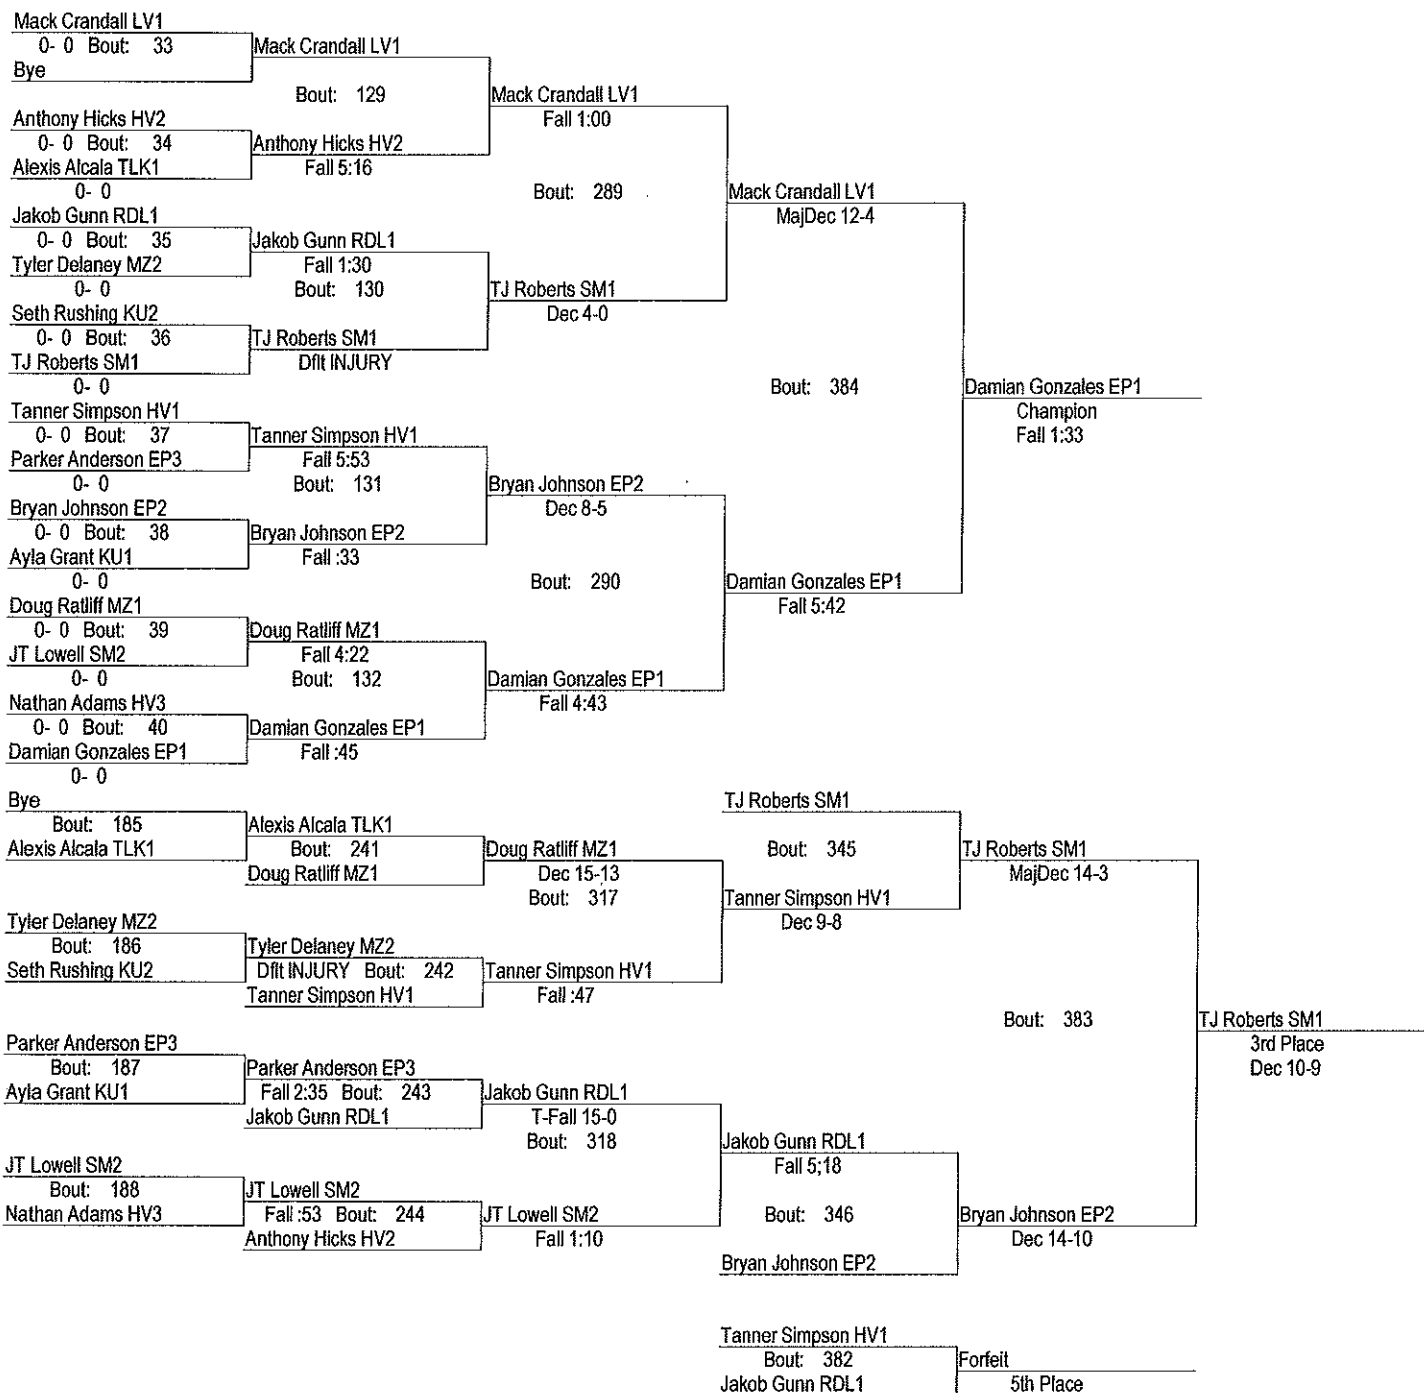 Mack Crandall LV1
0- 0 Bout: 33
Mack Crandall LV1
Bye
Bout: 129
Mack Crandall LV1
Fall 1:00
Anthony Hicks HV2
0- 0 Bout: 34
Anthony Hicks HV2
Alexis Alcala TLK1
Fall 5:16
0- 0
Bout: 289
Mack Crandall LV1
MajDec 12-4
Jakob Gunn RDL1
0- 0 Bout: 35
Jakob Gunn RDL1
Tyler Delaney MZ2
Fall 1:30
0- 0
Bout: 130
TJ Roberts SM1
Dec 4-0
Seth Rushing KU2
0- 0 Bout: 36
TJ Roberts SM1
TJ Roberts SM1
Dflt INJURY
0- 0
Bout: 384
Damian Gonzales EP1
Champion
Fall 1:33
Tanner Simpson HV1
0- 0 Bout: 37
Tanner Simpson HV1
Parker Anderson EP3
Fall 5:53
0- 0
Bout: 131
Bryan Johnson EP2
Dec 8-5
Bryan Johnson EP2
0- 0 Bout: 38
Bryan Johnson EP2
Ayla Grant KU1
Fall :33
0- 0
Bout: 290
Damian Gonzales EP1
Fall 5:42
Doug Ratliff MZ1
0- 0 Bout: 39
Doug Ratliff MZ1
JT Lowell SM2
Fall 4:22
0- 0
Bout: 132
Damian Gonzales EP1
Fall 4:43
Nathan Adams HV3
0- 0 Bout: 40
Damian Gonzales EP1
Damian Gonzales EP1
Fall :45
0- 0
Bye
Bout: 185
Alexis Alcala TLK1
Alexis Alcala TLK1
Bout: 241
Doug Ratliff MZ1
Doug Ratliff MZ1
Dec 15-13
Bout: 317
TJ Roberts SM1
Bout: 345
TJ Roberts SM1
MajDec 14-3
Tanner Simpson HV1
Dec 9-8
Tyler Delaney MZ2
Bout: 186
Tyler Delaney MZ2
Seth Rushing KU2
Dflt INJURY Bout: 242
Tanner Simpson HV1
Tanner Simpson HV1
Fall :47
Bout: 383
TJ Roberts SM1
3rd Place
Dec 10-9
Parker Anderson EP3
Bout: 187
Parker Anderson EP3
Ayla Grant KU1
Fall 2:35 Bout: 243
Jakob Gunn RDL1
Jakob Gunn RDL1
T-Fall 15-0
Bout: 318
Jakob Gunn RDL1
Fall 5;18
JT Lowell SM2
Bout: 188
JT Lowell SM2
Nathan Adams HV3
Fall :53 Bout: 244
Anthony Hicks HV2
JT Lowell SM2
Fall 1:10
Bout: 346
Bryan Johnson EP2
Dec 14-10
Bryan Johnson EP2
Tanner Simpson HV1
Bout: 382
Forfeit
Jakob Gunn RDL1
5th Place